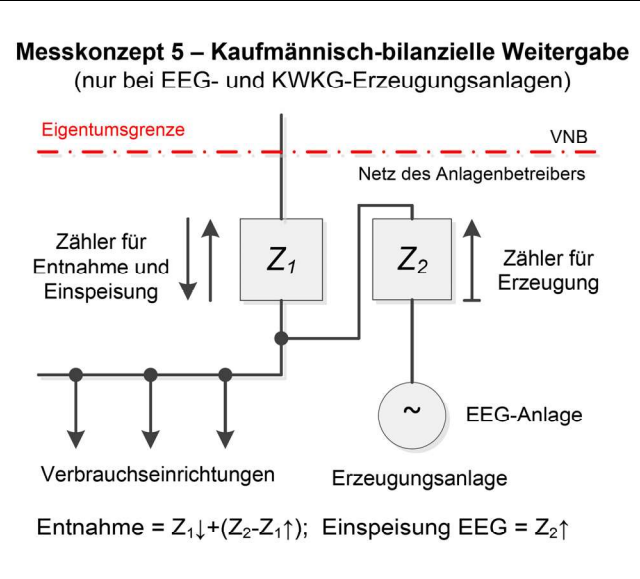 Messkonzept 5 – Kaufmännisch-bilanzielle Weitergabe
(nur bei EEG- und KWKG-Erzeugungsanlagen)
Eigentumsgrenze
VNB
Netz des Anlagenbetreibers
Zähler für
Entnahme und
Einspeisung
Z1
Z2
Zähler für
Erzeugung
~
EEG-Anlage
Verbrauchseinrichtungen
Erzeugungsanlage
Entnahme = Z1↓+(Z2-Z1↑); Einspeisung EEG = Z2↑